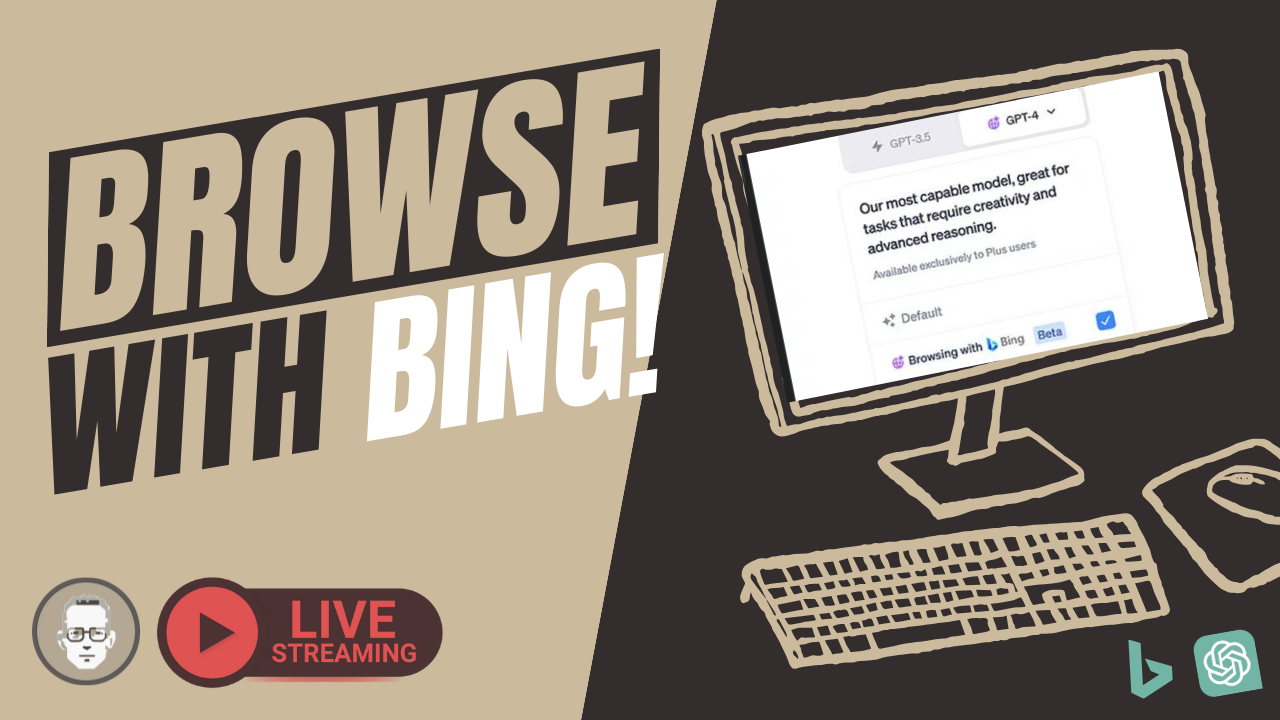 BROWSE
WITH BING!
GPT-3.5
GPT-4
Our most capable model, great for
tasks that require creativity and
advanced reasoning.
Available exclusively to Plus users
Default
Browsing with Bing Beta
LIVE
STREAMING